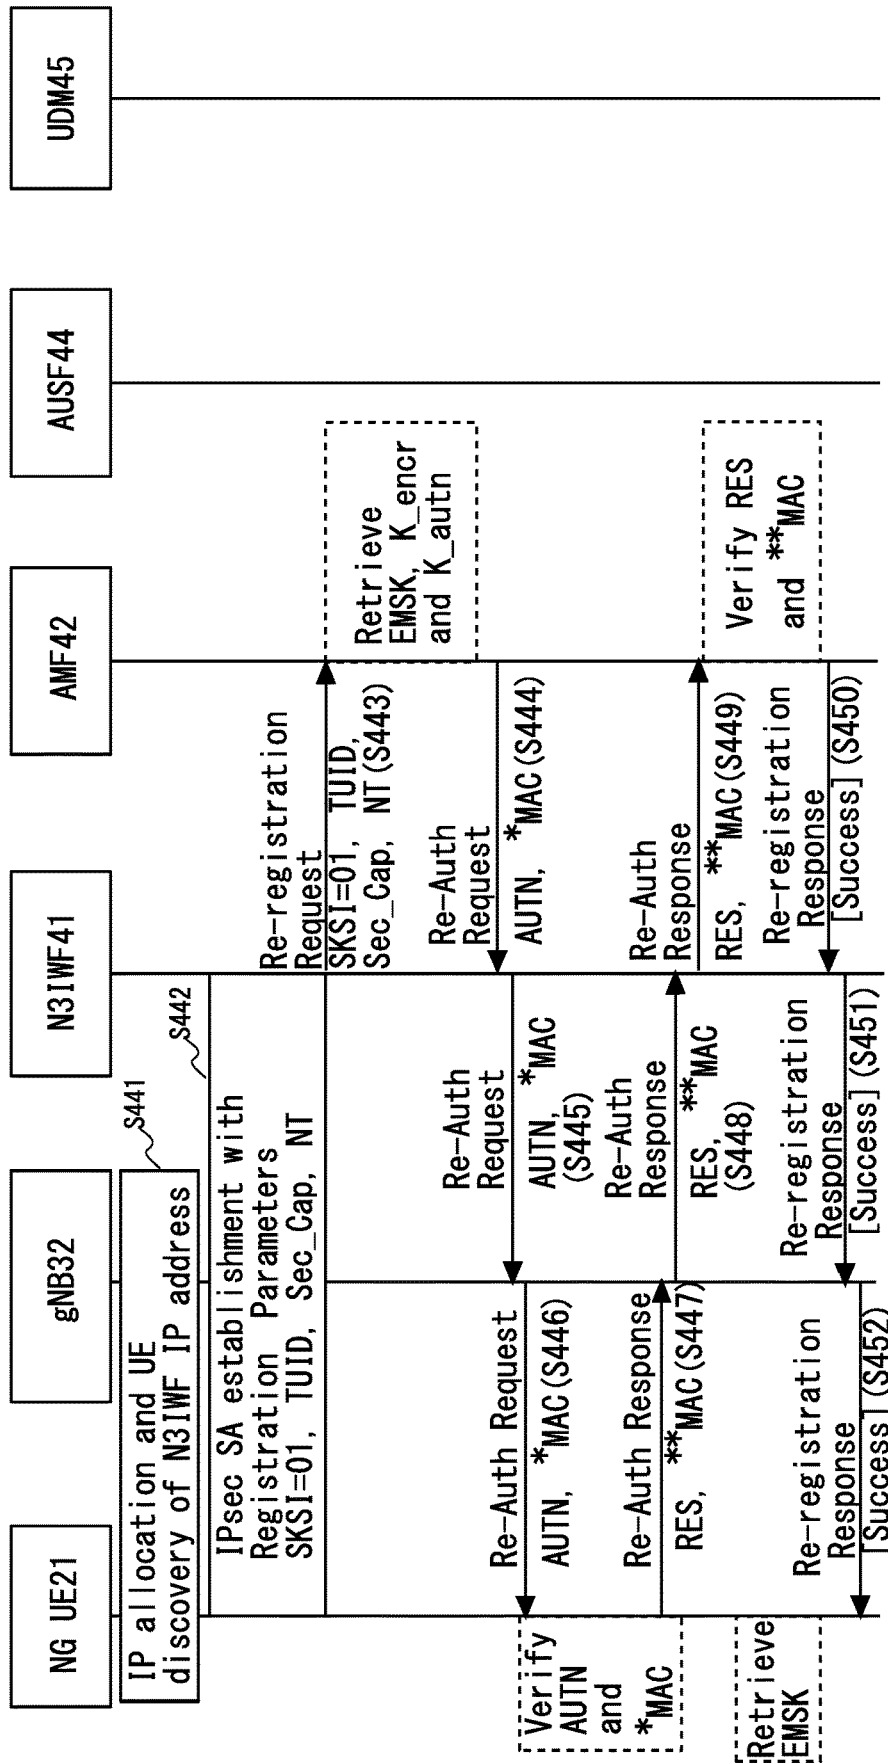 NG UE21
gNB32
N3IWF41
AMF42
AUSF44
UDM45
IP allocation and UE
discovery of N3IWF IP address
S441
S442
IPsec SA establishment with
Registration Parameters
SKSI=01, TUID, Sec_Cap, NT
Re-registration
Request
SKSI=01, TUID,
Sec_Cap, NT(S443)
Retrieve
EMSK, K_encr
and K_autn
Re-Auth
Request
AUTN, *MAC(S444)
Re-Auth
Request
AUTN, *MAC
(S445)
Re-Auth Request
AUTN, *MAC(S446)
Verify
AUTN
and
*MAC
Re-Auth Response
RES, **MAC(S447)
Re-Auth
Response
RES, **MAC
(S448)
Re-Auth
Response
RES, **MAC(S449)
Verify RES
and **MAC
Retrieve
EMSK
Re-registration
Response
[Success](S450)
Re-registration
Response
[Success](S451)
Re-registration
Response
[Success](S452)